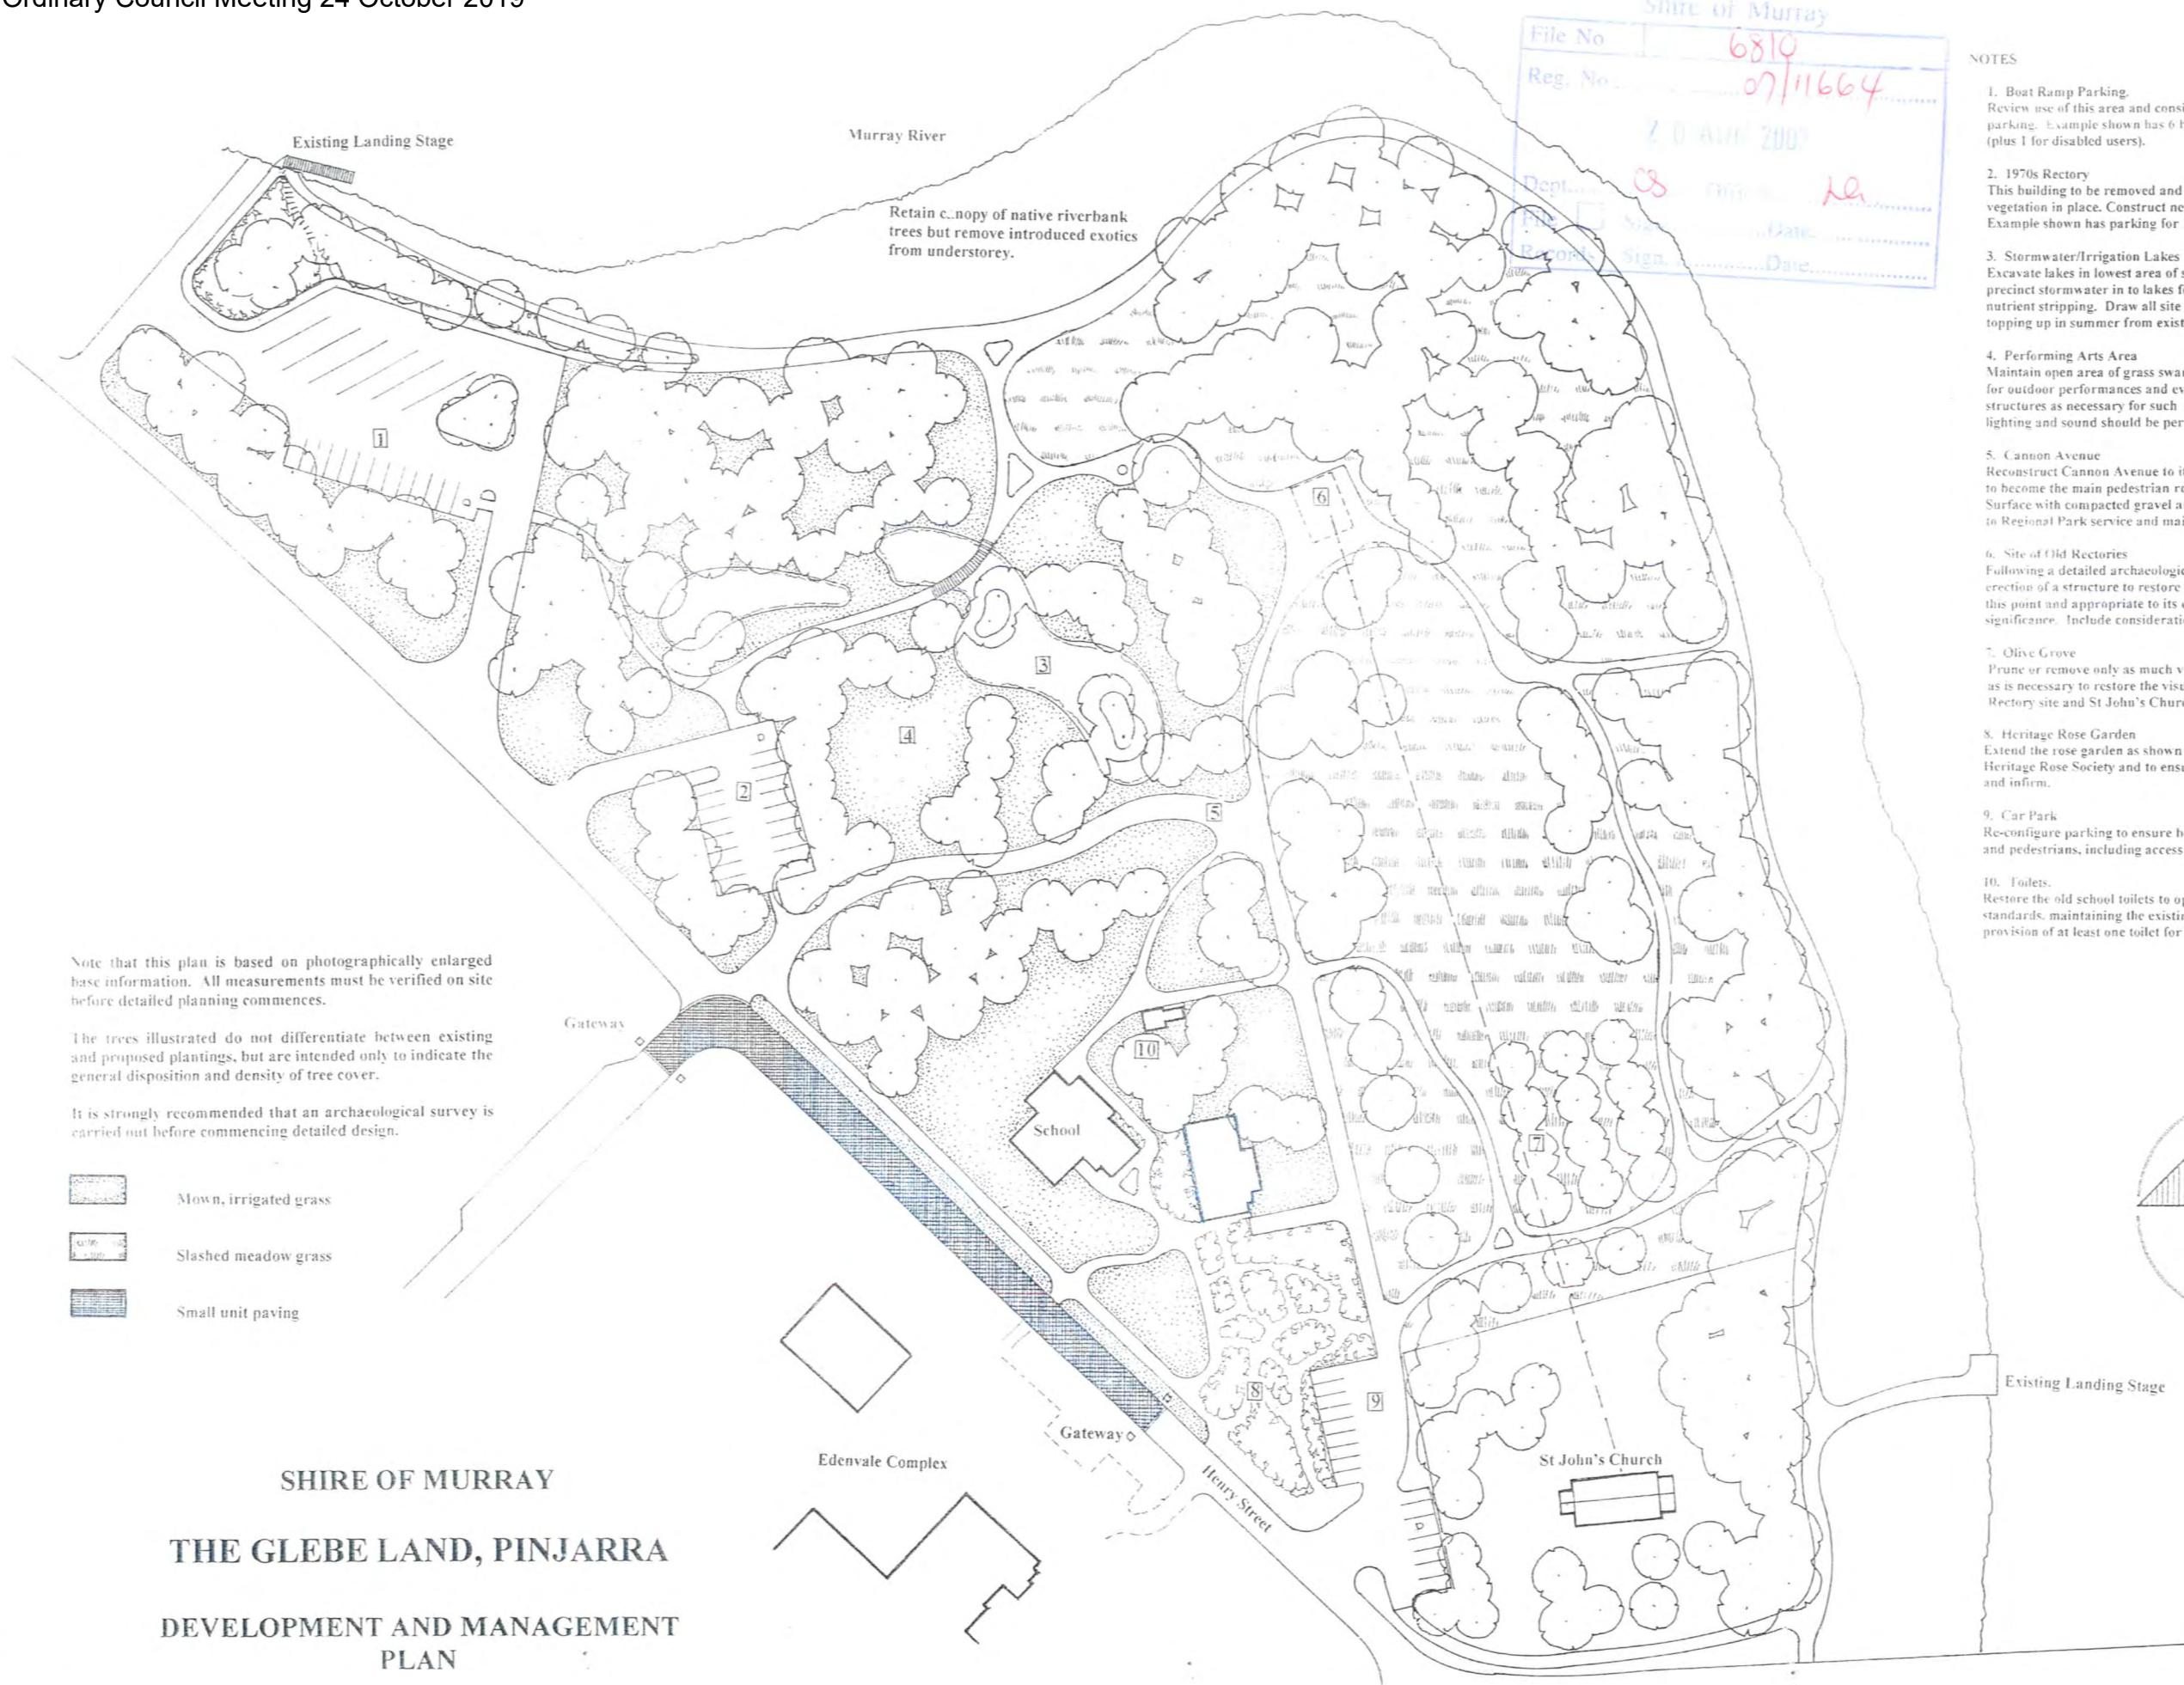 Ordinary Council Meeting 24 October 2019
Shire of Murray
File No 6810
Reg. No. 07/11664
Dept. CS
File
Date
Records Sign. Date
Existing Landing Stage
Murray River
Retain c..nopy of native riverbank
trees but remove introduced exotics
from understorey.
1
D
6
3
4
D
2
5
10
School
7
8
9
D
Gateway
Gateway
Henry Street
St John's Church
Existing Landing Stage
Edenvale Complex
Note that this plan is based on photographically enlarged
base information. All measurements must be verified on site
before detailed planning commences.
The trees illustrated do not differentiate between existing
and proposed plantings, but are intended only to indicate the
general disposition and density of tree cover.
It is strongly recommended that an archaeological survey is
carried out before commencing detailed design.
Mown, irrigated grass
Slashed meadow grass
Small unit paving
SHIRE OF MURRAY
THE GLEBE LAND, PINJARRA
DEVELOPMENT AND MANAGEMENT
PLAN
NOTES
1. Boat Ramp Parking.
Review use of this area and consi
parking. Example shown has 6 b
(plus 1 for disabled users).
2. 1970s Rectory
This building to be removed and
vegetation in place. Construct ne
Example shown has parking for
3. Stormwater/Irrigation Lakes
Excavate lakes in lowest area of s
precinct stormwater in to lakes f
nutrient stripping. Draw all site
topping up in summer from exist
4. Performing Arts Area
Maintain open area of grass swa
for outdoor performances and ev
structures as necessary for such
lighting and sound should be per
5. Cannon Avenue
Reconstruct Cannon Avenue to i
to become the main pedestrian r
Surface with compacted gravel a
to Regional Park service and mai
6. Site of Old Rectories
Following a detailed archaeologic
erection of a structure to restore
this point and appropriate to its
significance. Include considerati
7. Olive Grove
Prune or remove only as much v
as is necessary to restore the visu
Rectory site and St John's Chur
8. Heritage Rose Garden
Extend the rose garden as shown
Heritage Rose Society and to ensu
and infirm.
9. Car Park
Re-configure parking to ensure b
and pedestrians, including access
10. Toilets.
Restore the old school toilets to o
standards, maintaining the existin
provision of at least one toilet for